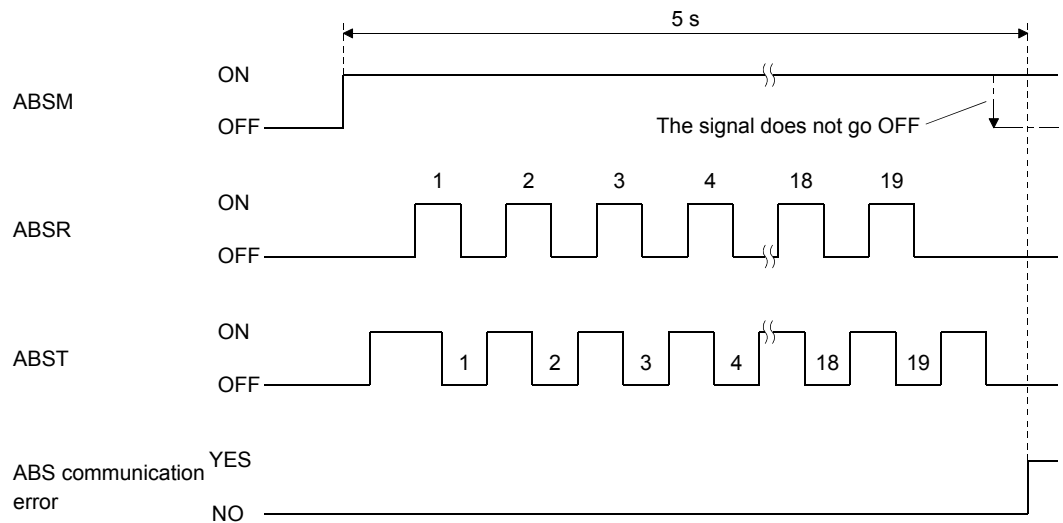 5 s
ABSM
ON
OFF
The signal does not go OFF
1 2 3 4 18 19
ABSR
ON
OFF
ABST
ON
OFF
1 2 3 4 18 19
ABS communication
error
YES
NO